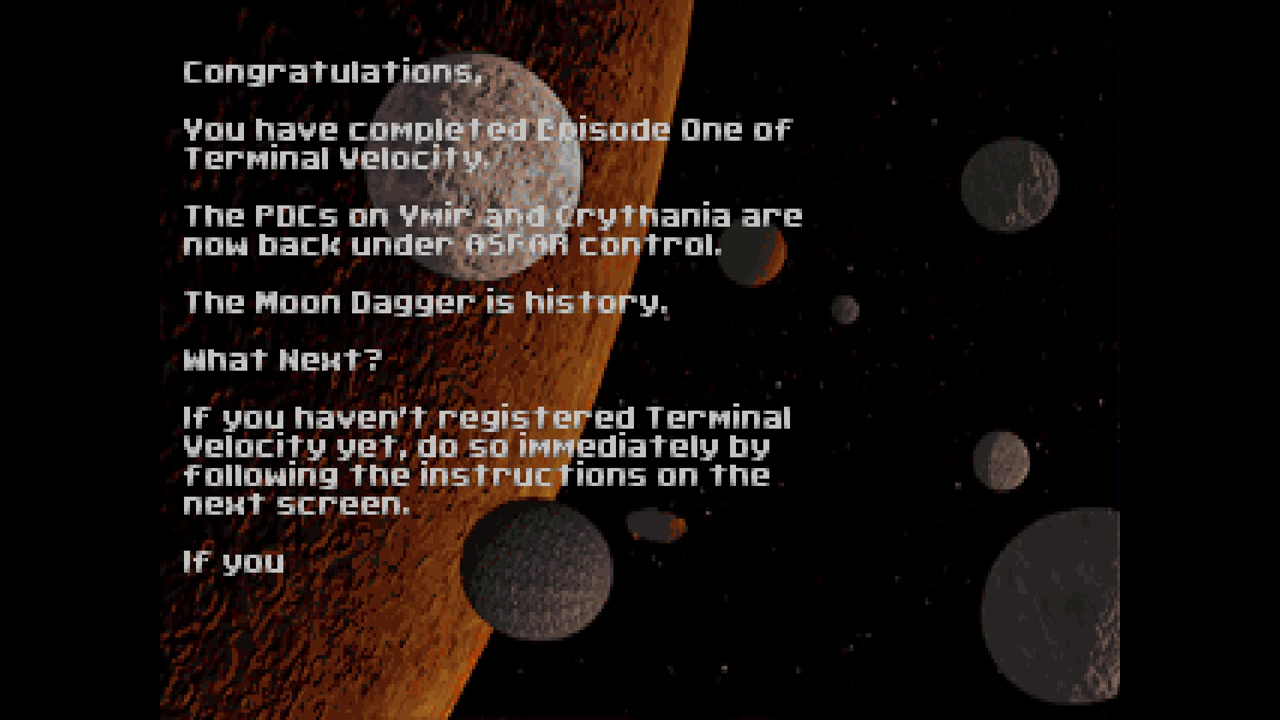 Congratulations,
You have completed Episode One of
Terminal Velocity.
The PDCs on Ymir and Crythania are
now back under ASFAR control.
The Moon Dagger is history.
What Next?
If you haven't registered Terminal
Velocity yet, do so immediately by
following the instructions on the
next screen.
If you